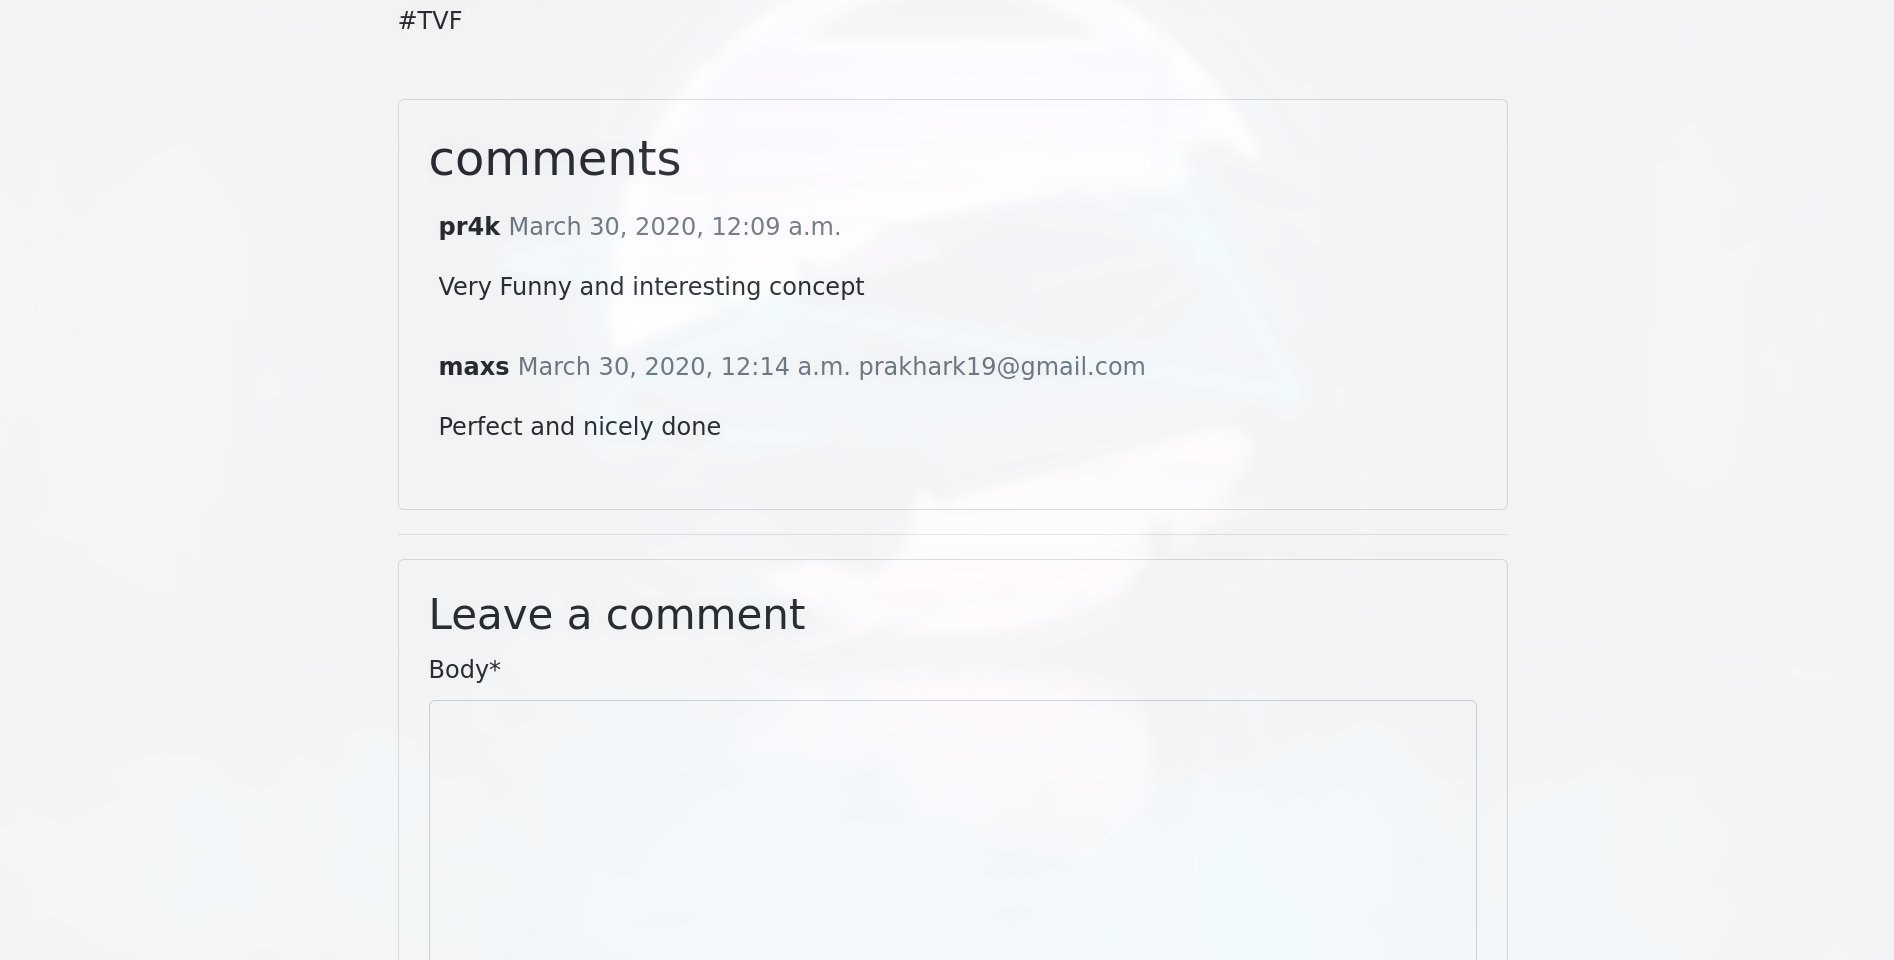 #TVF
comments
pr4k March 30, 2020, 12:09 a.m.
Very Funny and interesting concept
maxs March 30, 2020, 12:14 a.m. prakhark19@gmail.com
Perfect and nicely done
Leave a comment
Body*